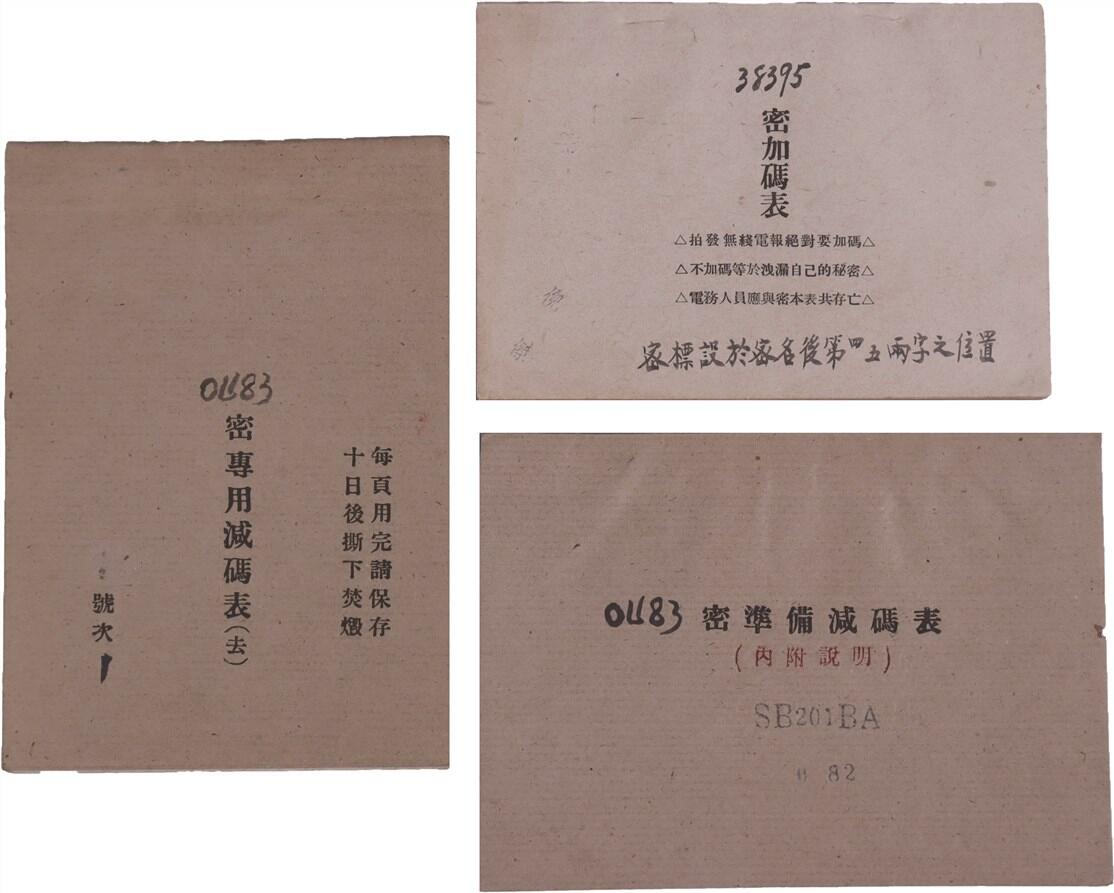 38395
密加碼表
△拍發無綫電報絕對要加碼△
△不加碼等於洩漏自己的秘密△
△電務人員應與密本表共存亡△
密標設於密名後第四五兩字之位置
每頁用完請保存
十日後撕下焚燬
0483
密專用減碼表(去)
號次 1
0483 密準備減碼表
(內附說明)
SB201BA
82